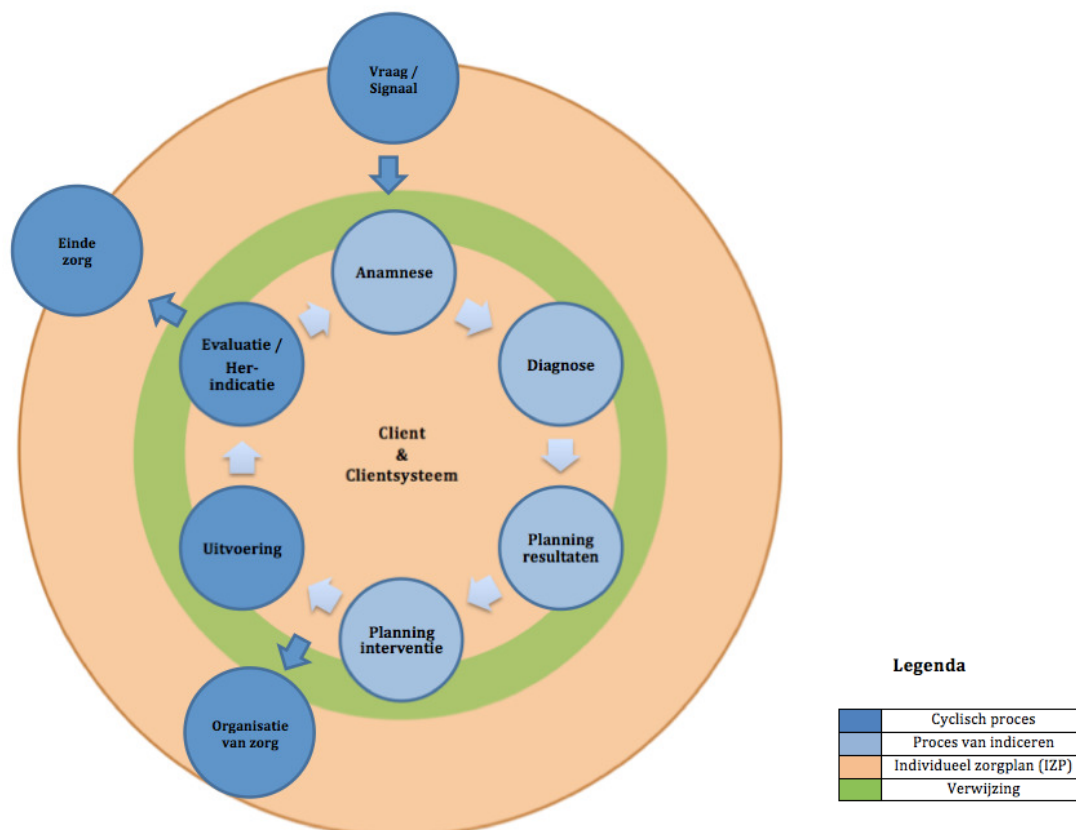 Vraag /
Signaal
Einde
zorg
Anamnese
Evaluatie /
Her-
indicatie
Diagnose
Client
&
Clientsysteem
Uitvoering
Planning
resultaten
Planning
interventie
Organisatie
van zorg
Legenda
Cyclisch proces
Proces van indiceren
Individueel zorgplan (IZP)
Verwijzing